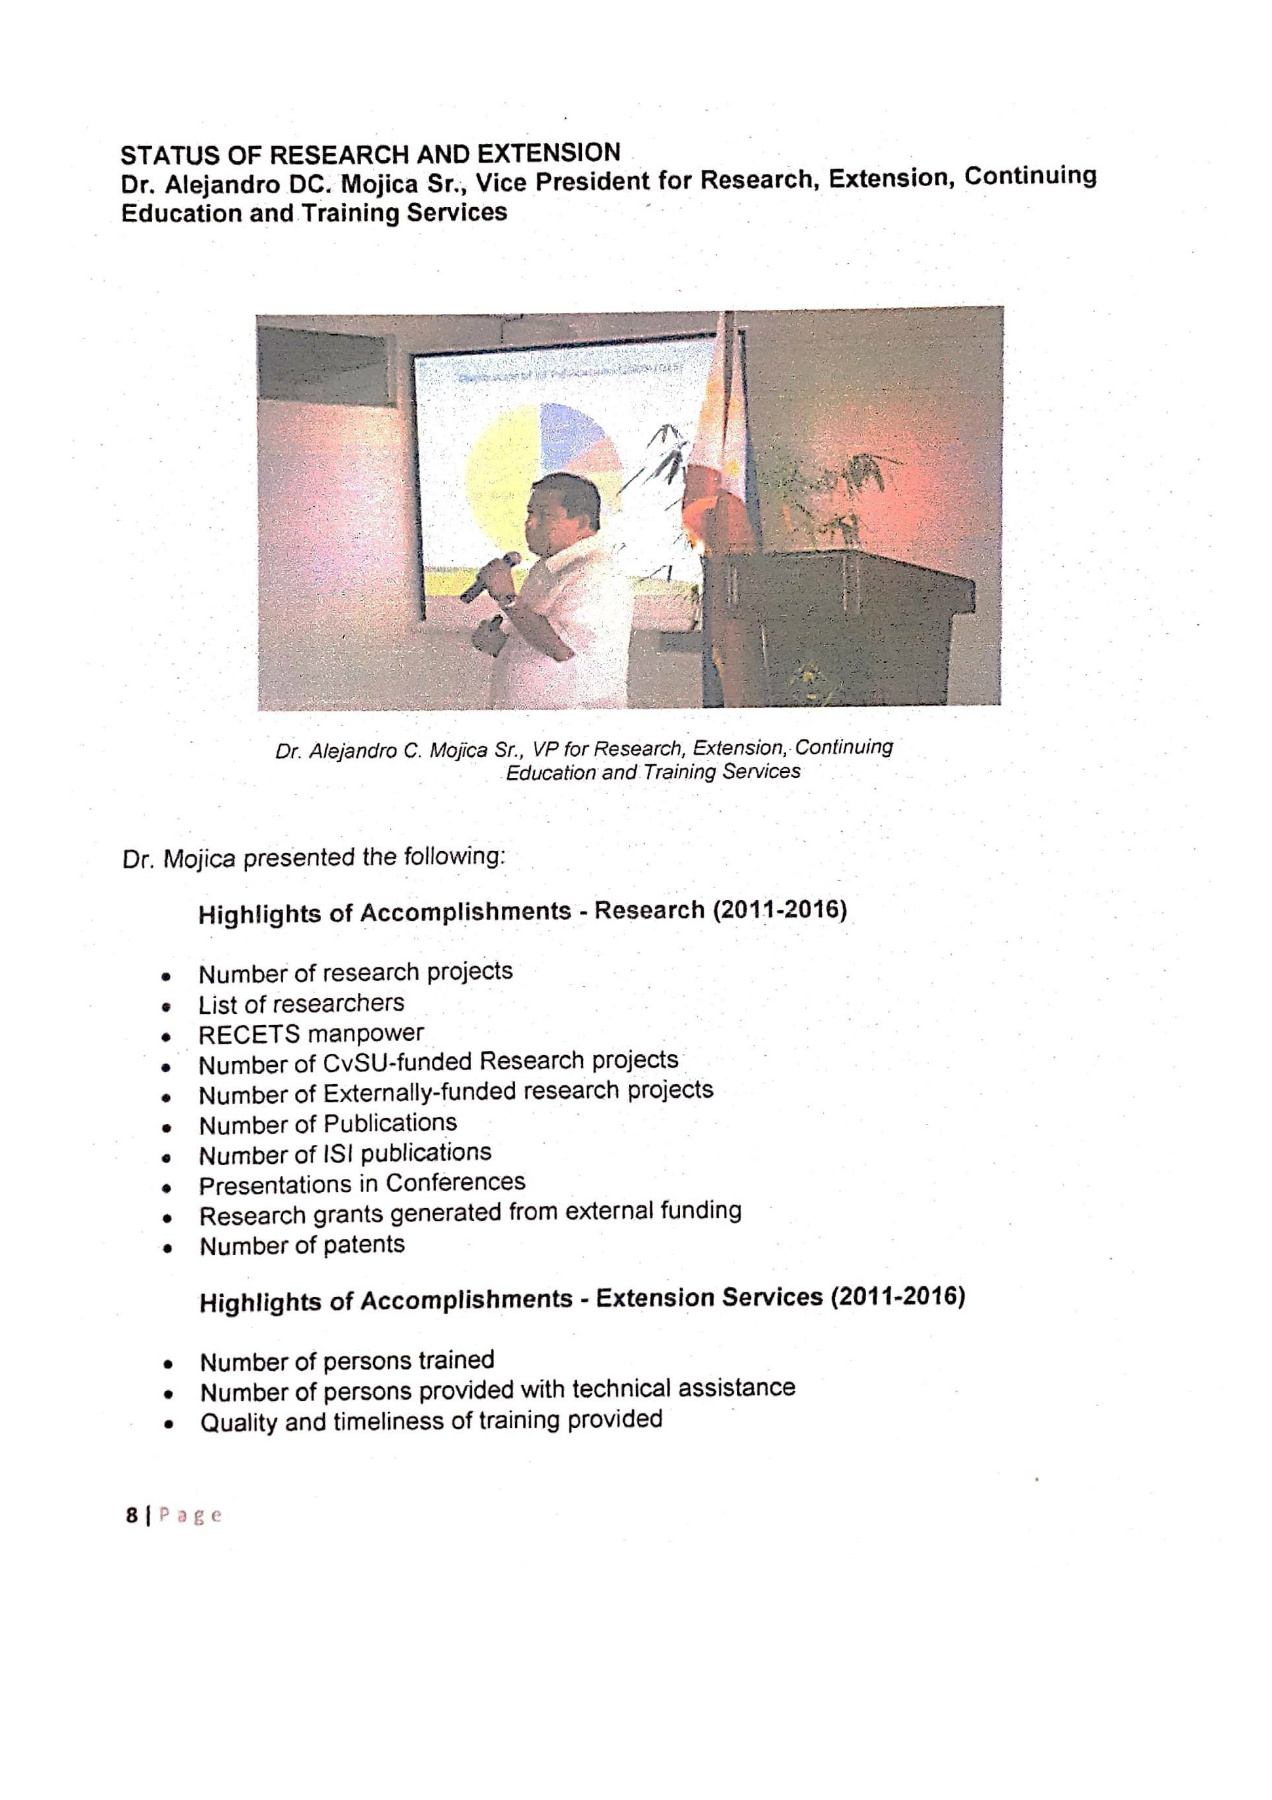 STATUS OF RESEARCH AND EXTENSION
Dr. Alejandro DC. Mojica Sr., Vice President for Research, Extension, Continuing
Education and Training Services
Dr. Alejandro C. Mojica Sr., VP for Research, Extension, Continuing
Education and Training Services
Dr. Mojica presented the following:
Highlights of Accomplishments - Research (2011-2016)
• Number of research projects
• List of researchers
• RECETS manpower
• Number of CvSU-funded Research projects
• Number of Externally-funded research projects
• Number of Publications
• Number of ISI publications
• Presentations in Conferences
• Research grants generated from external funding
• Number of patents
Highlights of Accomplishments - Extension Services (2011-2016)
• Number of persons trained
• Number of persons provided with technical assistance
• Quality and timeliness of training provided
8 | Page